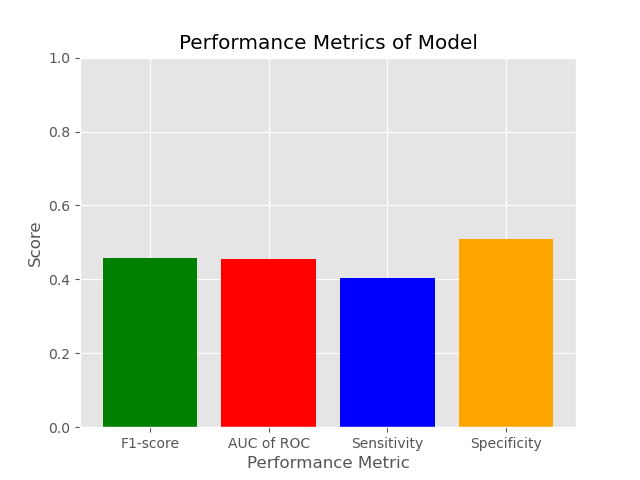 Performance Metrics of Model
1.0
0.8
0.6
0.4
0.2
0.0
Score
F1-score AUC of ROC Sensitivity Specificity
Performance Metric